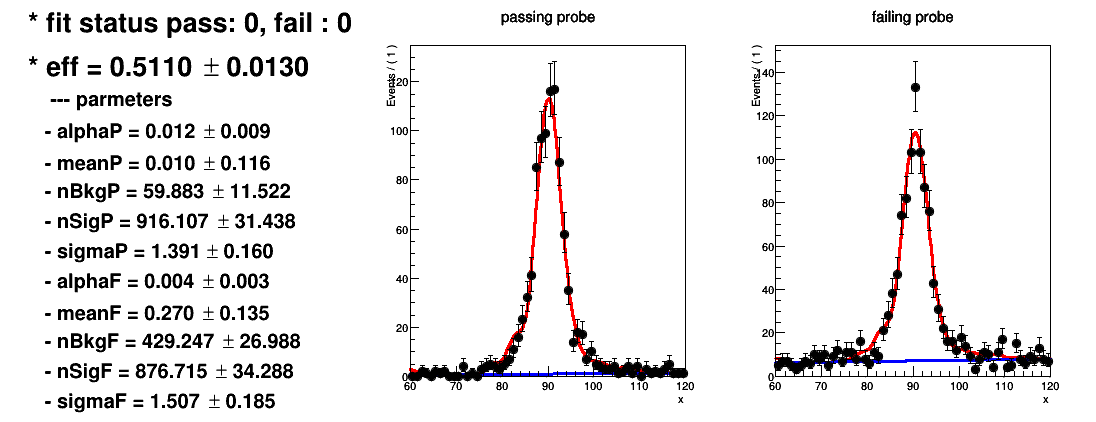 * fit status pass: 0, fail : 0
* eff = 0.5110 ± 0.0130
--- parmeters
- alphaP = 0.012 ± 0.009
- meanP = 0.010 ± 0.116
- nBkgP = 59.883 ± 11.522
- nSigP = 916.107 ± 31.438
- sigmaP = 1.391 ± 0.160
- alphaF = 0.004 ± 0.003
- meanF = 0.270 ± 0.135
- nBkgF = 429.247 ± 26.988
- nSigF = 876.715 ± 34.288
- sigmaF = 1.507 ± 0.185
passing probe
Events / ( 1 )
120
100
80
60
40
20
0
60 70 80 90 100 110 120
x
failing probe
Events / ( 1 )
140
120
100
80
60
40
20
0
60 70 80 90 100 110 120
x